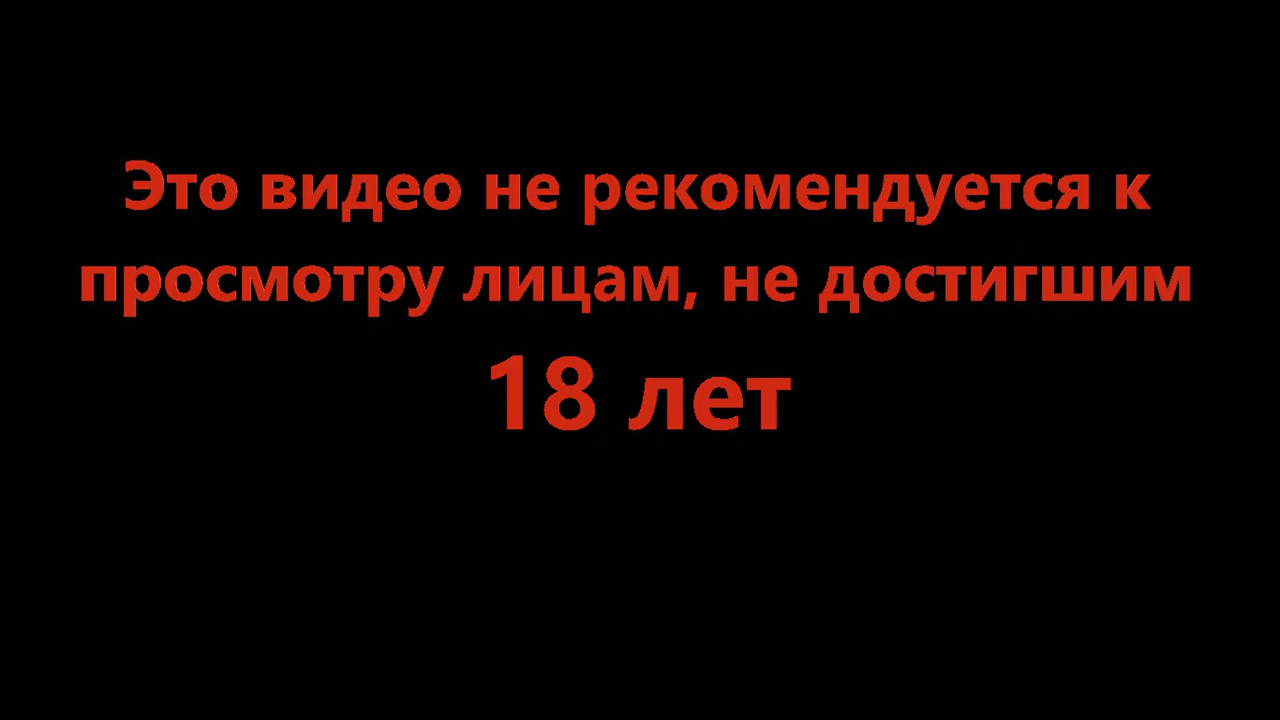 Это видео не рекомендуется к
просмотру лицам, не достигшим
18 лет